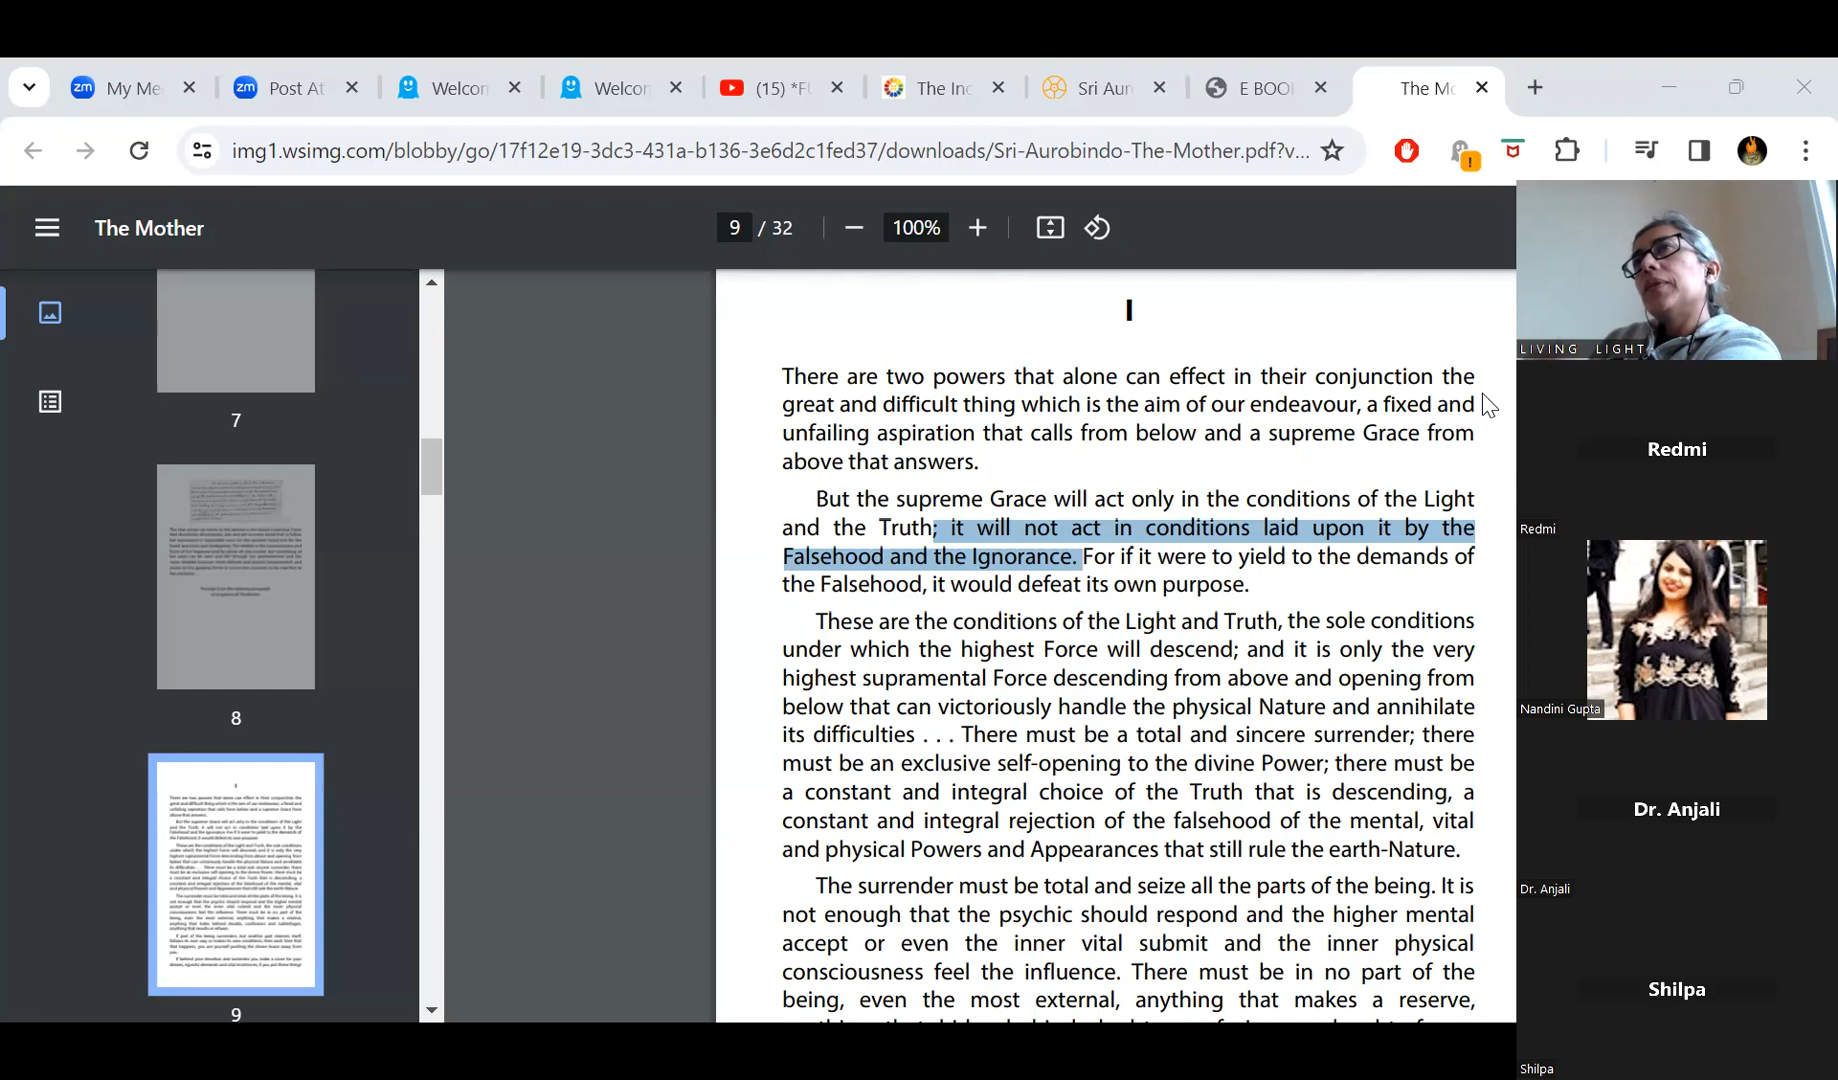 My Me
Post At
Welcom
Welcom
(15) *FU
The Inc
Sri Aur
E BOO
The Mo
img1.wsimg.com/blobby/go/17f12e19-3dc3-431a-b136-3e6d2c1fed37/downloads/Sri-Aurobindo-The-Mother.pdf?v...
The Mother
9 / 32
100%
7
8
9
I
There are two powers that alone can effect in their conjunction the
great and difficult thing which is the aim of our endeavour, a fixed and
unfailing aspiration that calls from below and a supreme Grace from
above that answers.
But the supreme Grace will act only in the conditions of the Light
and the Truth; it will not act in conditions laid upon it by the
Falsehood and the Ignorance. For if it were to yield to the demands of
the Falsehood, it would defeat its own purpose.
These are the conditions of the Light and Truth, the sole conditions
under which the highest Force will descend; and it is only the very
highest supramental Force descending from above and opening from
below that can victoriously handle the physical Nature and annihilate
its difficulties . . . There must be a total and sincere surrender; there
must be an exclusive self-opening to the divine Power; there must be
a constant and integral choice of the Truth that is descending, a
constant and integral rejection of the falsehood of the mental, vital
and physical Powers and Appearances that still rule the earth-Nature.
The surrender must be total and seize all the parts of the being. It is
not enough that the psychic should respond and the higher mental
accept or even the inner vital submit and the inner physical
consciousness feel the influence. There must be in no part of the
being, even the most external, anything that makes a reserve,
LIVING LIGHT
Redmi
Redmi
Nandini Gupta
Dr. Anjali
Dr. Anjali
Shilpa
Shilpa